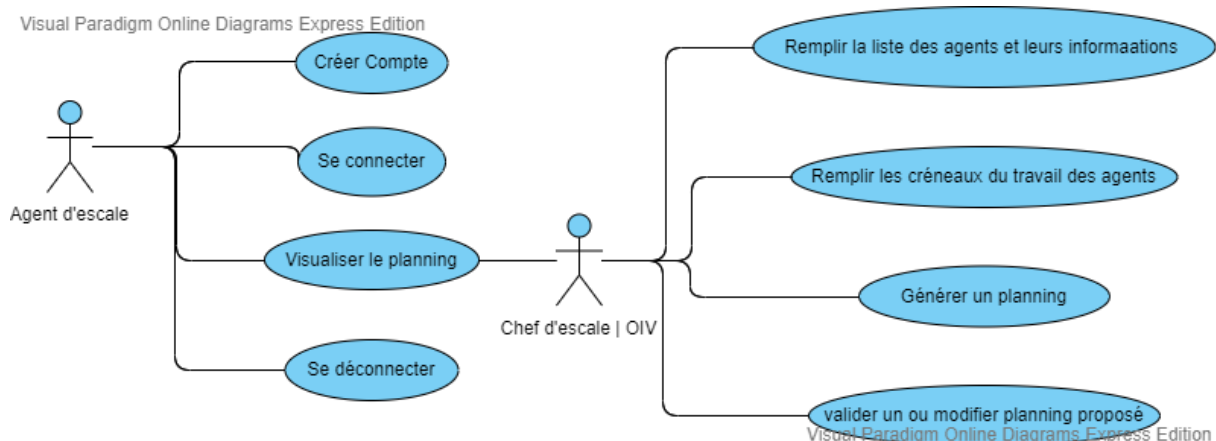 Visual Paradigm Online Diagrams Express Edition
Créer Compte
Se connecter
Agent d'escale
Visualiser le planning
Se déconnecter
Chef d'escale | OIV
Remplir la liste des agents et leurs informaations
Remplir les créneaux du travail des agents
Générer un planning
valider un ou modifier planning proposé
Visual Paradigm Online Diagrams Express Edition